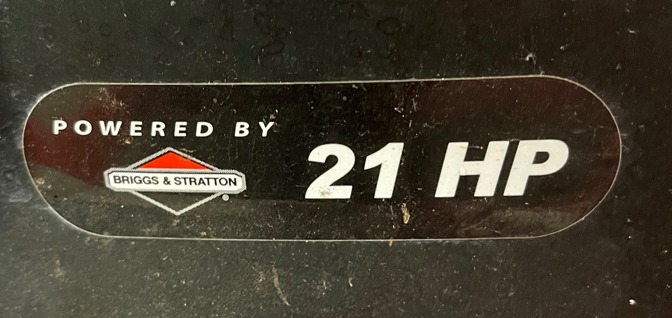 POWERED BY
BRIGGS & STRATTON
21 HP